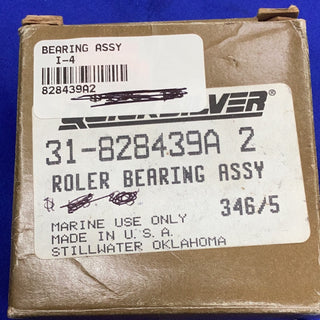 BEARING ASSY
I-4
828439A2
QUICKSILVER
31-828439A 2
ROLER BEARING ASSY
$
346/5
MARINE USE ONLY
MADE IN U.S.A.
STILLWATER OKLAHOMA